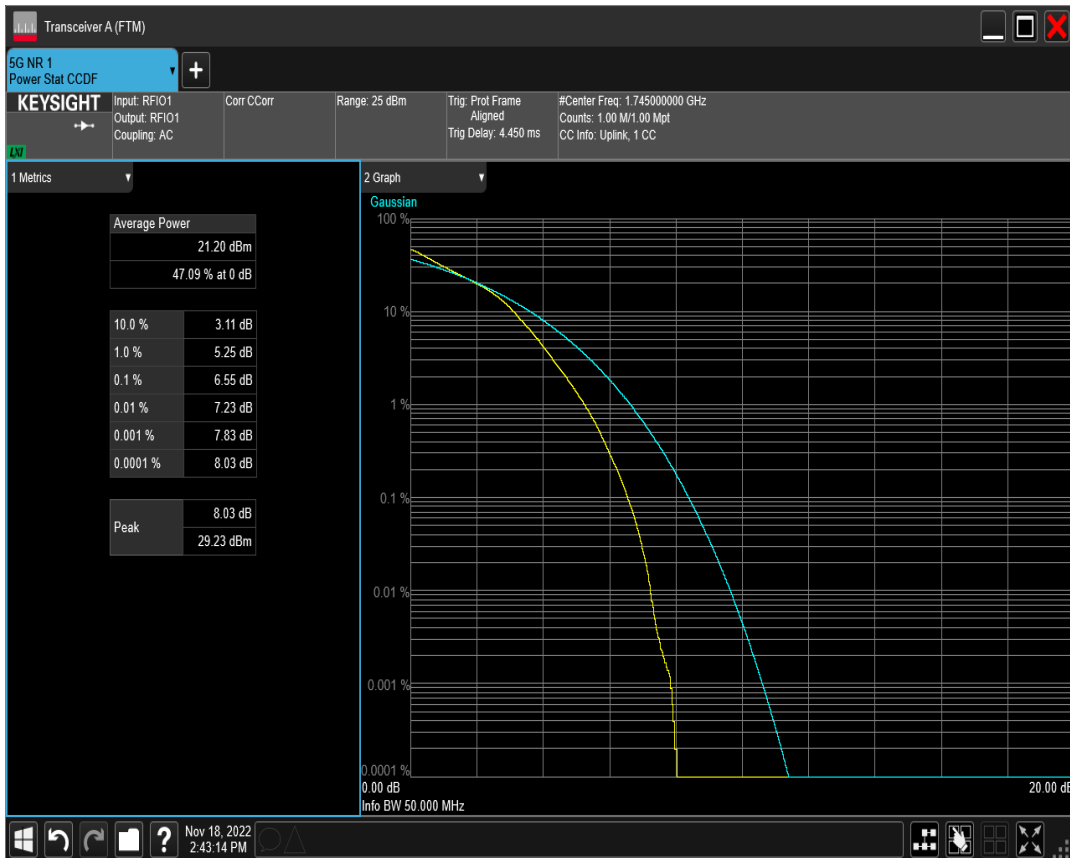 Transceiver A (FTM)
5G NR 1
Power Stat CCDF
+
KEYSIGHT
LXI
Input: RFIO1
Output: RFIO1
Coupling: AC
Corr CCorr
Range: 25 dBm
Trig: Prot Frame
Aligned
Trig Delay: 4.450 ms
#Center Freq: 1.745000000 GHz
Counts: 1.00 M/1.00 Mpt
CC Info: Uplink, 1 CC
1 Metrics
Average Power
21.20 dBm
47.09 % at 0 dB
10.0 % 3.11 dB
1.0 % 5.25 dB
0.1 % 6.55 dB
0.01 % 7.23 dB
0.001 % 7.83 dB
0.0001 % 8.03 dB
Peak
8.03 dB
29.23 dBm
2 Graph
Gaussian
100 %
10 %
1 %
0.1 %
0.01 %
0.001 %
0.0001 %
0.00 dB 20.00 dB
Info BW 50.000 MHz
?
Nov 18, 2022
2:43:14 PM